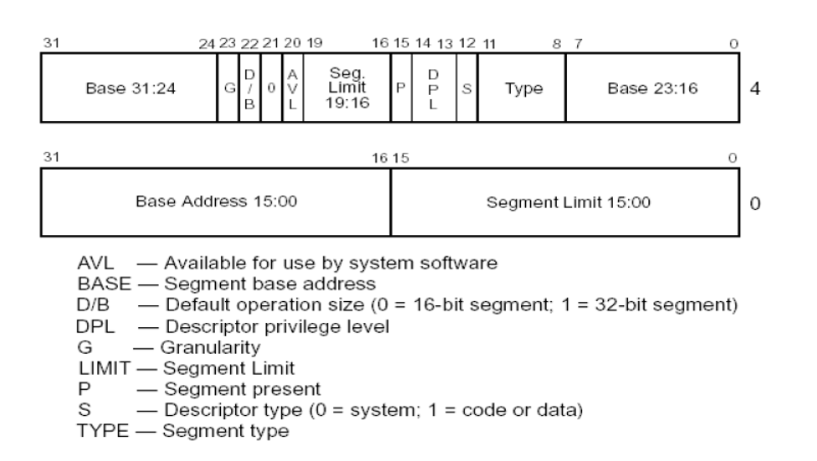 31 24 23 22 21 20 19 16 15 14 13 12 11 8 7 0
Base 31:24 G D/B 0 AVL Seg. Limit 19:16 P DPL S Type Base 23:16 4
31 16 15 0
Base Address 15:00 Segment Limit 15:00 0
AVL — Available for use by system software
BASE — Segment base address
D/B — Default operation size (0 = 16-bit segment; 1 = 32-bit segment)
DPL — Descriptor privilege level
G — Granularity
LIMIT — Segment Limit
P — Segment present
S — Descriptor type (0 = system; 1 = code or data)
TYPE — Segment type